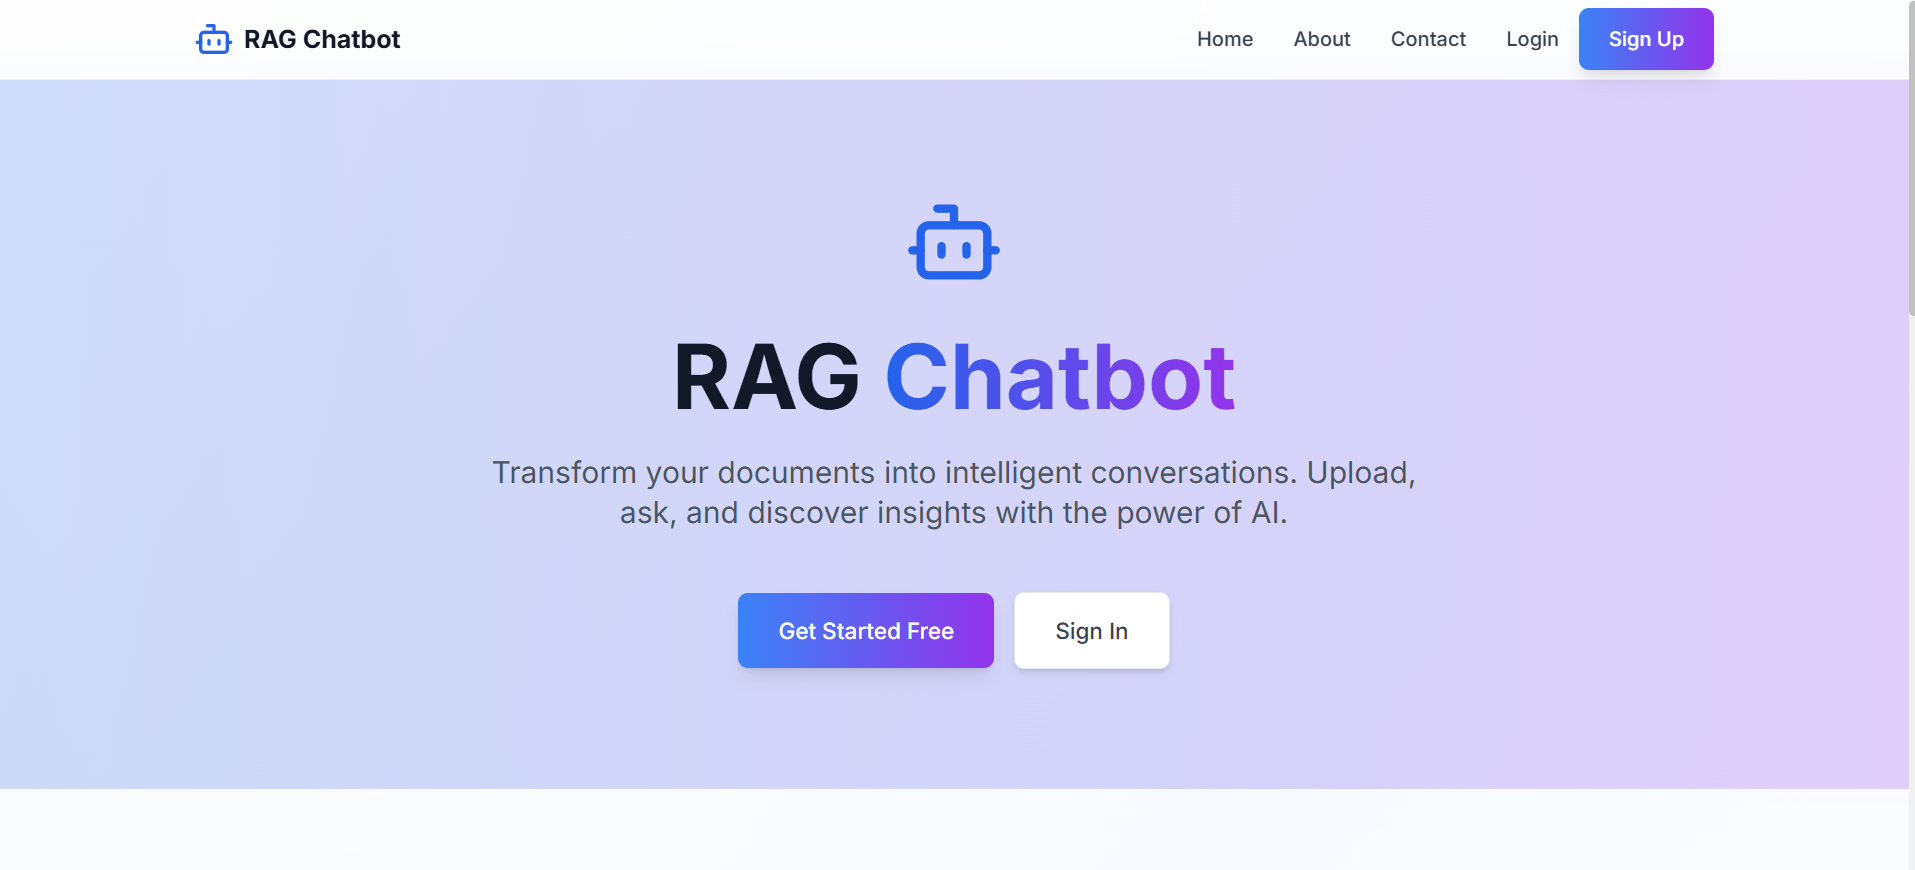 RAG Chatbot
Home
About
Contact
Login
Sign Up
RAG Chatbot
Transform your documents into intelligent conversations. Upload,
ask, and discover insights with the power of AI.
Get Started Free
Sign In